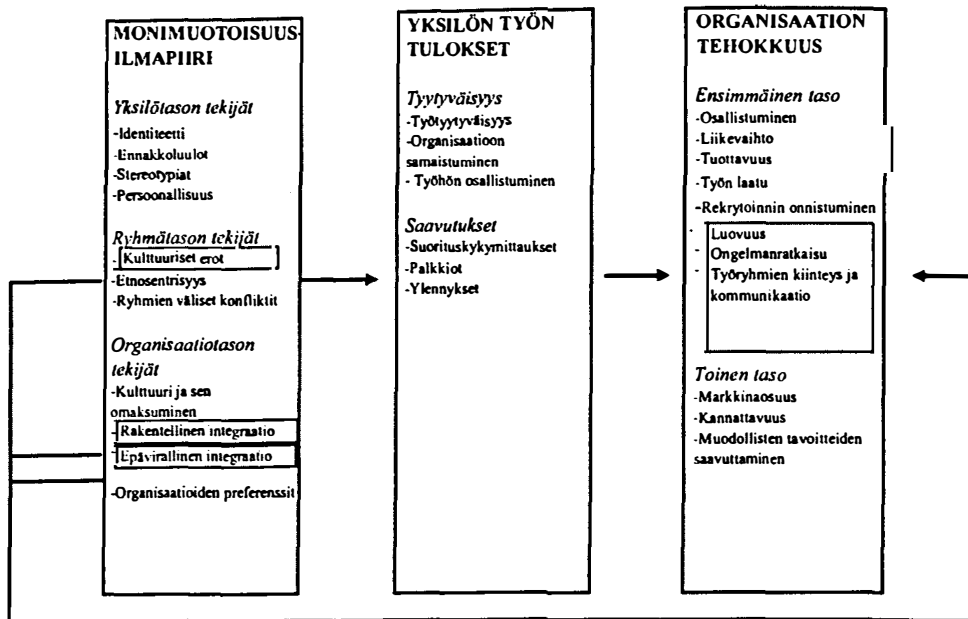 MONIMUOTOISUUS-
ILMAPIIRI
Yksilötason tekijät
-Identiteetti
-Ennakkoluulot
-Stereotypiat
-Persoonallisuus
Ryhmätason tekijät
- Kulttuuriset erot
-Etnosentrisyys
-Ryhmien väliset konfliktit
Organisaatiotason
tekijät
-Kulttuuri ja sen
omaksuminen
- Rakenteellinen integraatio
- Epävirallinen integraatio
-Organisaatioiden preferenssit
YKSILÖN TYÖN
TULOKSET
Tyytyväisyys
-Työtyytyväisyys
-Organisaatioon
samaistuminen
- Työhön osallistuminen
Saavutukset
-Suorituskykymittaukset
-Palkkiot
-Ylennykset
ORGANISAATION
TEHOKKUUS
Ensimmäinen taso
-Osallistuminen
-Liikevaihto
-Tuottavuus
-Työn laatu
-Rekrytoinnin onnistuminen
- Luovuus
- Ongelmanratkaisu
- Työryhmien kiinteys ja
kommunikaatio
Toinen taso
-Markkinaosuus
-Kannattavuus
-Muodollisten tavoitteiden
saavuttaminen